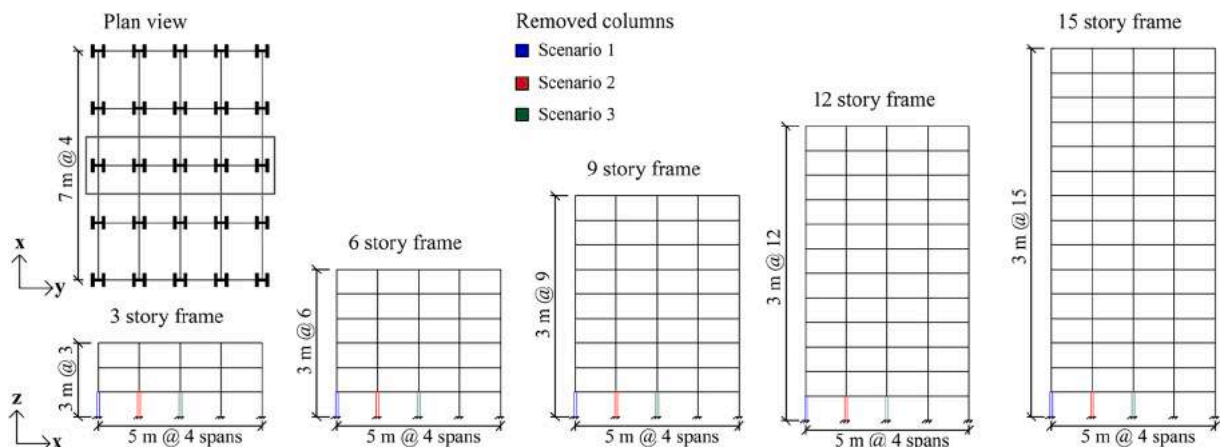 Plan view
7 m @ 4
x
y
Removed columns
Scenario 1
Scenario 2
Scenario 3
3 story frame
3 m @ 3
5 m @ 4 spans
z
x
6 story frame
3 m @ 6
5 m @ 4 spans
9 story frame
3 m @ 9
5 m @ 4 spans
12 story frame
3 m @ 12
5 m @ 4 spans
15 story frame
3 m @ 15
5 m @ 4 spans